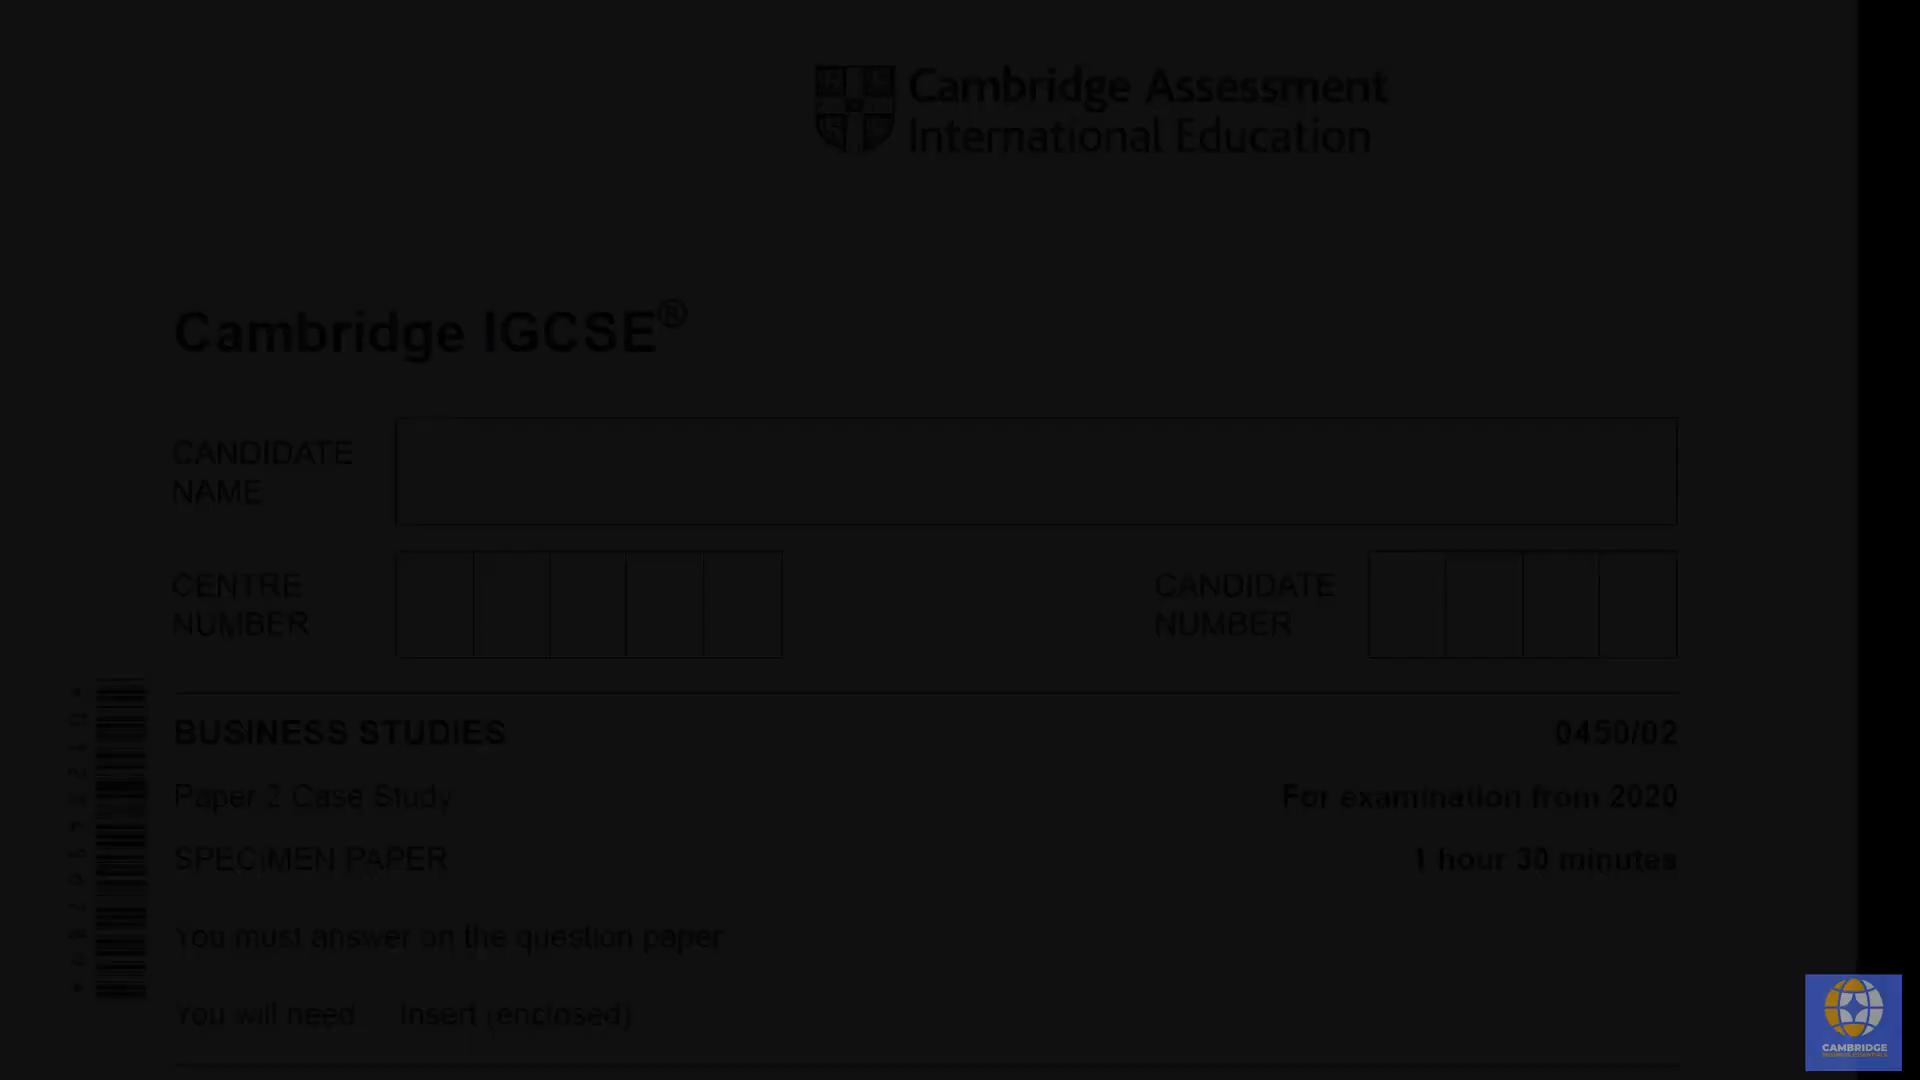 Cambridge Assessment
International Education
Cambridge IGCSE®
CANDIDATE
NAME
CENTRE
NUMBER
CANDIDATE
NUMBER
BUSINESS STUDIES
0450/02
Paper 2 Case Study
For examination from 2020
SPECIMEN PAPER
1 hour 30 minutes
You must answer on the question paper
You will need Insert (enclosed)
CAMBRIDGE